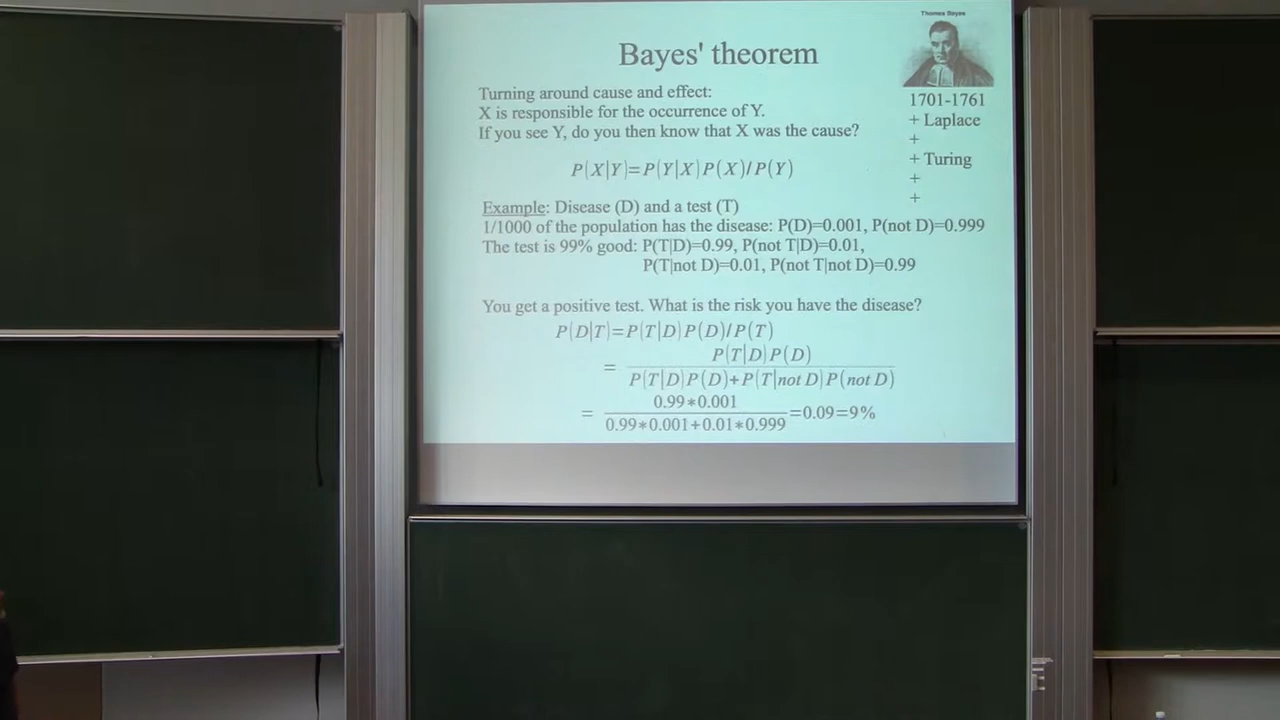 Thomas Bayes
Bayes' theorem
1701-1761
+ Laplace
+
+ Turing
+
+
Turning around cause and effect:
X is responsible for the occurrence of Y.
If you see Y, do you then know that X was the cause?
P(X|Y)=P(Y|X)P(X)/P(Y)
Example: Disease (D) and a test (T)
1/1000 of the population has the disease: P(D)=0.001, P(not D)=0.999
The test is 99% good: P(T|D)=0.99, P(not T|D)=0.01,
P(T|not D)=0.01, P(not T|not D)=0.99
You get a positive test. What is the risk you have the disease?
P(D|T)=P(T|D)P(D)/P(T)
P(T|D)P(D)
=
P(T|D)P(D)+P(T|not D)P(not D)
0.99*0.001
= =0.09=9%
0.99*0.001+0.01*0.999